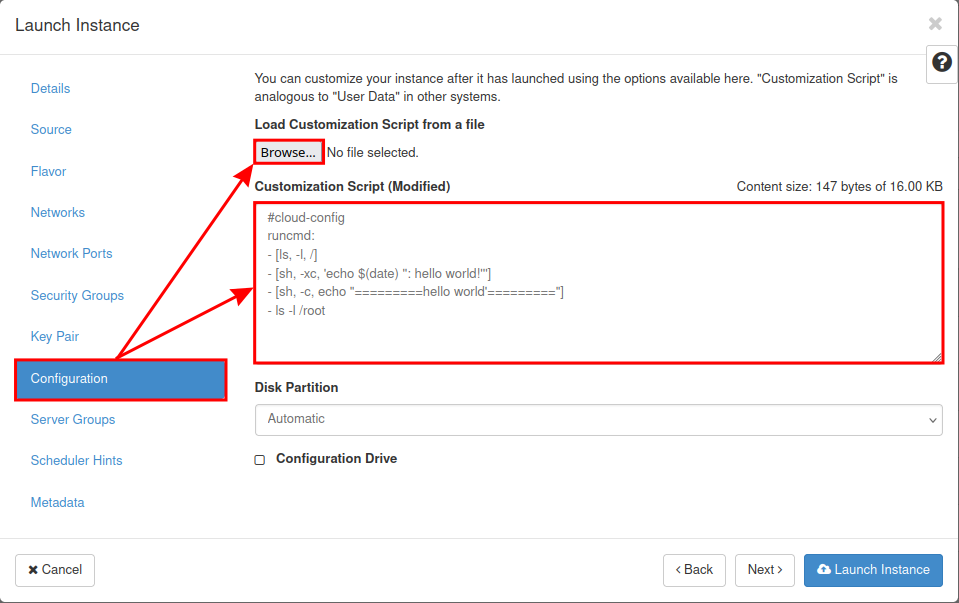 Launch Instance
×
?
Details
Source
Flavor
Networks
Network Ports
Security Groups
Key Pair
Configuration
Server Groups
Scheduler Hints
Metadata
You can customize your instance after it has launched using the options available here. "Customization Script" is
analogous to "User Data" in other systems.
Load Customization Script from a file
Browse... No file selected.
Customization Script (Modified) Content size: 147 bytes of 16.00 KB
#cloud-config
runcmd:
- [ls, -l, /]
- [sh, -xc, 'echo $(date) ": hello world!"']
- [sh, -c, echo "=========hello world'========="]
- ls -l /root
Disk Partition
Automatic
Configuration Drive
× Cancel
‹ Back
Next ›
Launch Instance